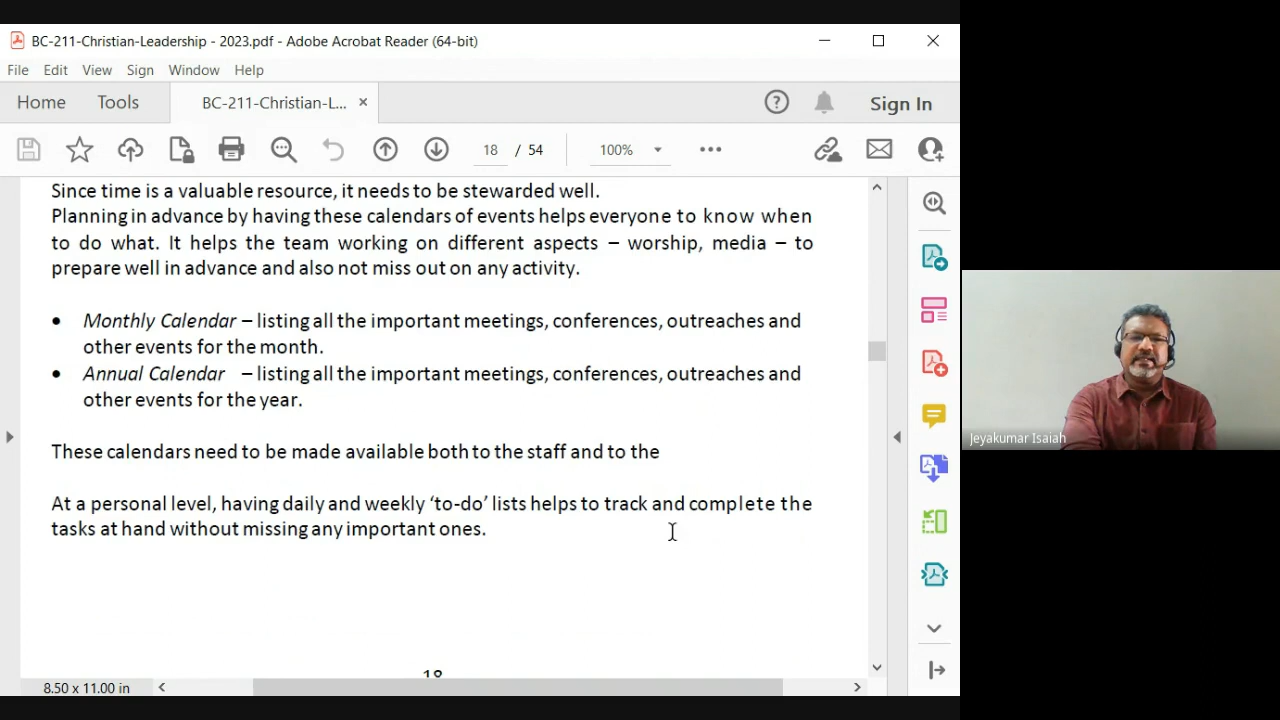 BC-211-Christian-Leadership - 2023.pdf - Adobe Acrobat Reader (64-bit)
File Edit View Sign Window Help
Home Tools BC-211-Christian-L... × Sign In
18 / 54 100%
Since time is a valuable resource, it needs to be stewarded well.
Planning in advance by having these calendars of events helps everyone to know when
to do what. It helps the team working on different aspects – worship, media – to
prepare well in advance and also not miss out on any activity.
• Monthly Calendar – listing all the important meetings, conferences, outreaches and
other events for the month.
• Annual Calendar – listing all the important meetings, conferences, outreaches and
other events for the year.
These calendars need to be made available both to the staff and to the
At a personal level, having daily and weekly ‘to-do’ lists helps to track and complete the
tasks at hand without missing any important ones.
18
8.50 x 11.00 in
Jeyakumar Isaiah